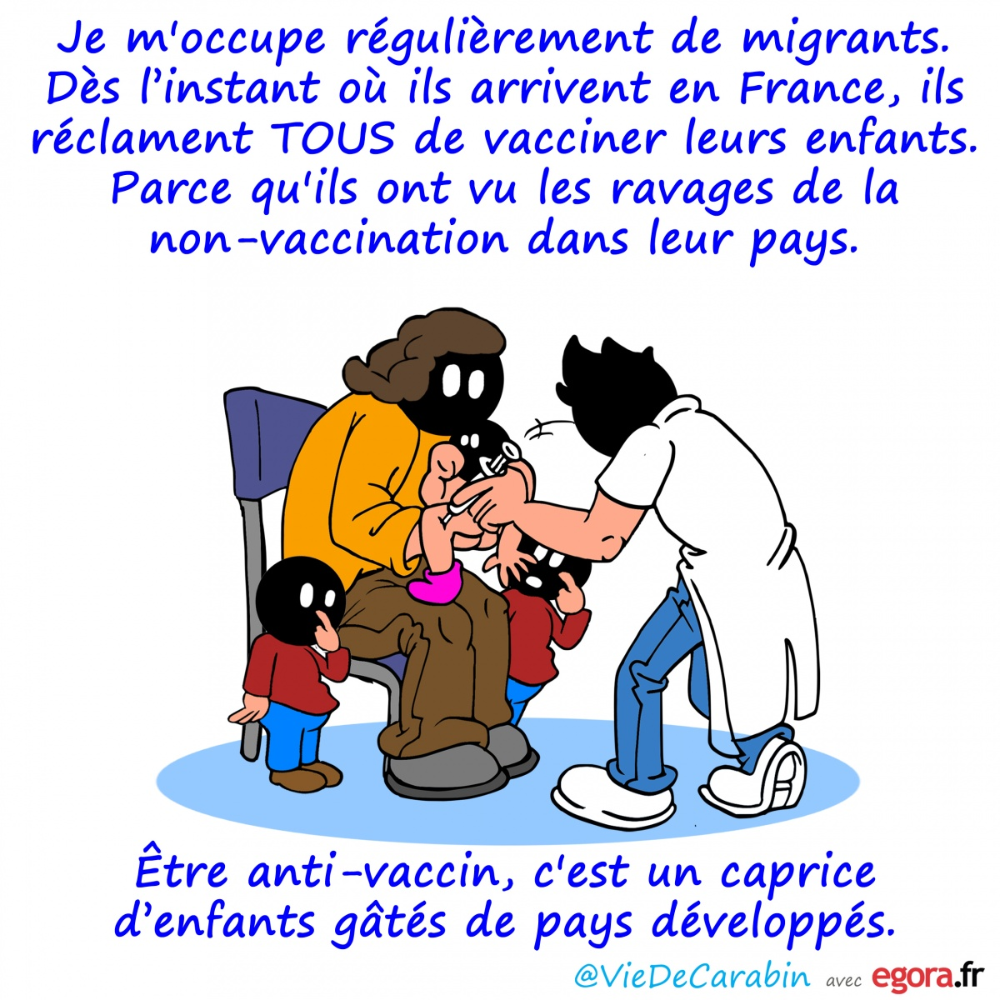 Je m'occupe régulièrement de migrants.
Dès l’instant où ils arrivent en France, ils
réclament TOUS de vacciner leurs enfants.
Parce qu'ils ont vu les ravages de la
non-vaccination dans leur pays.
Être anti-vaccin, c'est un caprice
d’enfants gâtés de pays développés.
@VieDeCarabin avec egora.fr